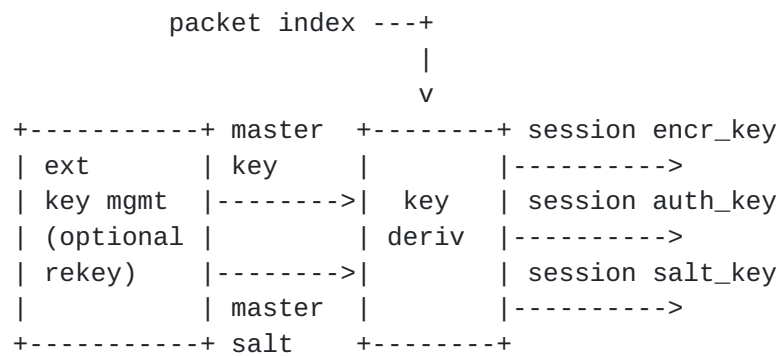 packet index ---+
|
v
+-----------+ master +--------+ session encr_key
| ext | key | |---------->
| key mgmt |-------->| key | session auth_key
| (optional | | deriv |---------->
| rekey) |-------->| | session salt_key
| | master | |---------->
+-----------+ salt +--------+